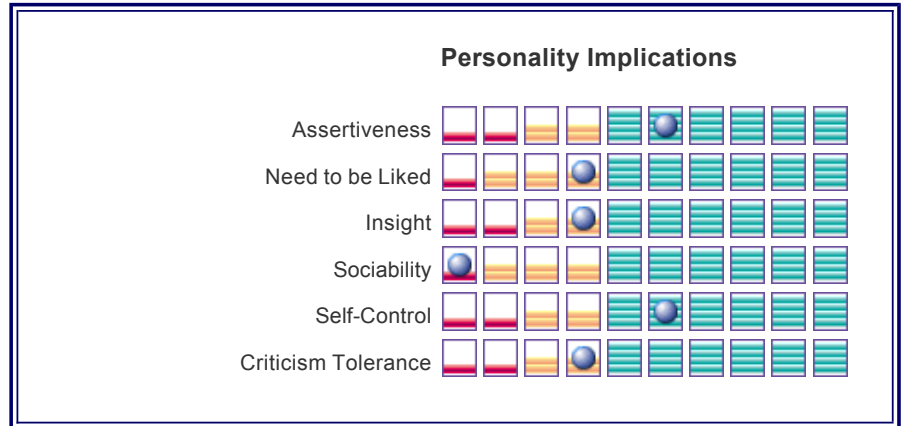 Personality Implications
Assertiveness
Need to be Liked
Insight
Sociability
Self-Control
Criticism Tolerance